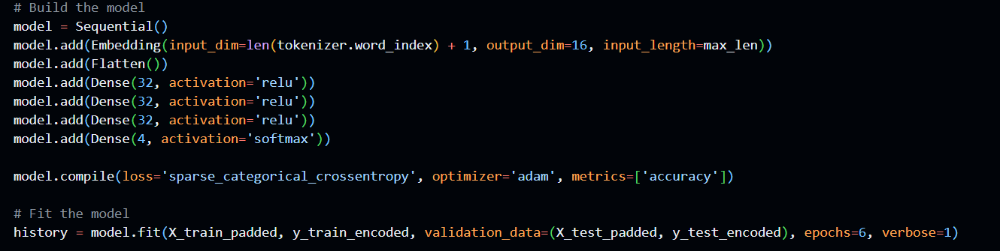 # Build the model
model = Sequential()
model.add(Embedding(input_dim=len(tokenizer.word_index) + 1, output_dim=16, input_length=max_len))
model.add(Flatten())
model.add(Dense(32, activation='relu'))
model.add(Dense(32, activation='relu'))
model.add(Dense(32, activation='relu'))
model.add(Dense(4, activation='softmax'))
model.compile(loss='sparse_categorical_crossentropy', optimizer='adam', metrics=['accuracy'])
# Fit the model
history = model.fit(X_train_padded, y_train_encoded, validation_data=(X_test_padded, y_test_encoded), epochs=6, verbose=1)